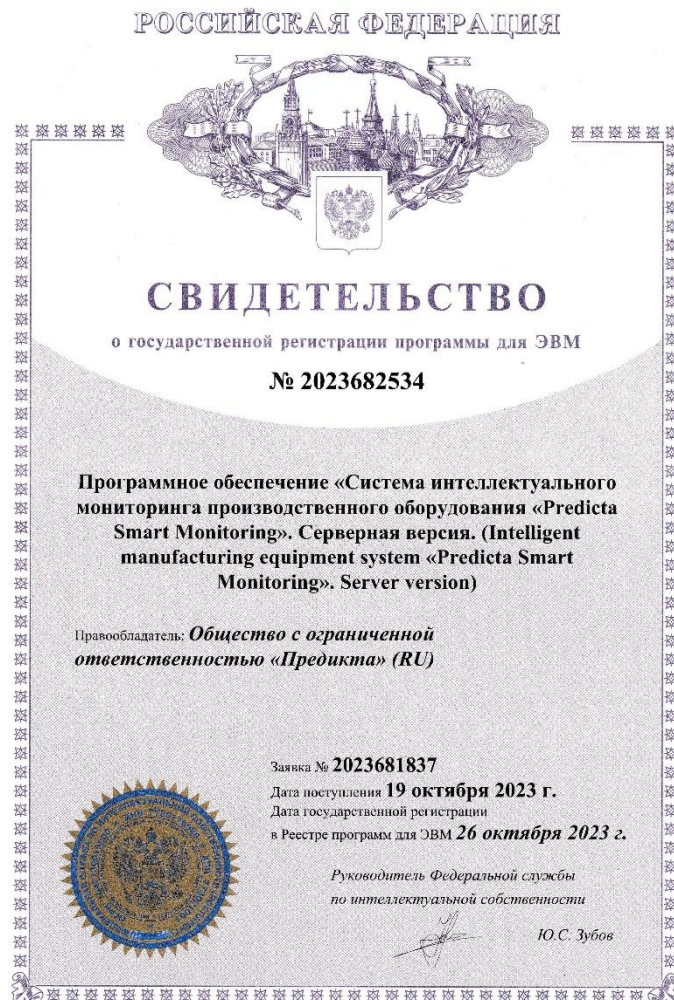 РОССИЙСКАЯ ФЕДЕРАЦИЯ
СВИДЕТЕЛЬСТВО
о государственной регистрации программы для ЭВМ
№ 2023682534
Программное обеспечение «Система интеллектуального
мониторинга производственного оборудования «Predicta
Smart Monitoring». Серверная версия. (Intelligent
manufacturing equipment system «Predicta Smart
Monitoring». Server version)
Правообладатель: Общество с ограниченной
ответственностью «Предикта» (RU)
Заявка № 2023681837
Дата поступления 19 октября 2023 г.
Дата государственной регистрации
в Реестре программ для ЭВМ 26 октября 2023 г.
Руководитель Федеральной службы
по интеллектуальной собственности
Ю.С. Зубов